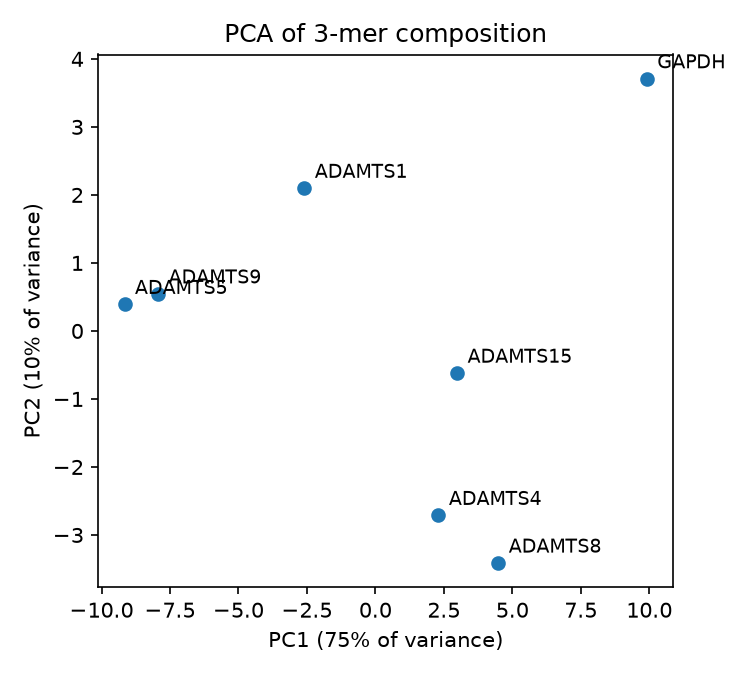 PCA of 3-mer composition
GAPDH
ADAMTS1
ADAMTS9
ADAMTS5
ADAMTS15
ADAMTS4
ADAMTS8
4
3
2
1
0
−1
−2
−3
PC2 (10% of variance)
−10.0 −7.5 −5.0 −2.5 0.0 2.5 5.0 7.5 10.0
PC1 (75% of variance)